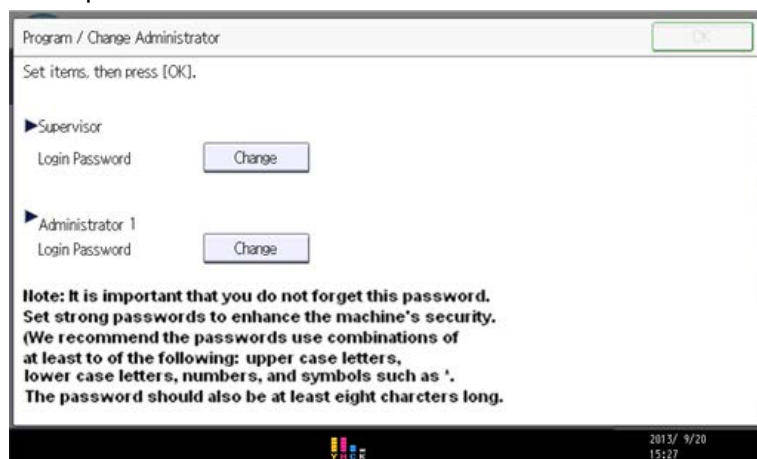 Program / Change Administrator
OK
Set items, then press [OK].
▶Supervisor
Login Password Change
▶Administrator 1
Login Password Change
Note: It is important that you do not forget this password.
Set strong passwords to enhance the machine's security.
(We recommend the passwords use combinations of
at least to of the following: upper case letters,
lower case letters, numbers, and symbols such as '.
The password should also be at least eight charcters long.
Y M C K
2013/ 9/20
15:27